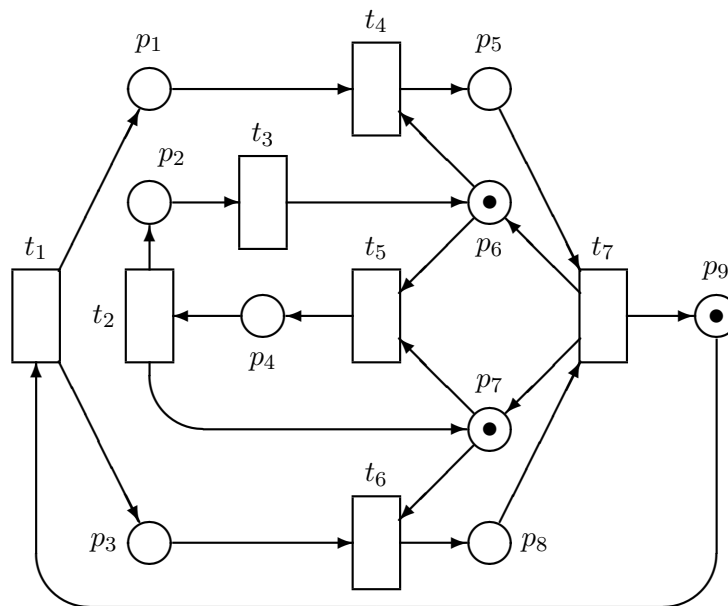 t₄
p₁
p₅
t₃
p₂
p₆
t₁
t₅
t₇
p₉
t₂
p₄
p₇
t₆
p₃
p₈